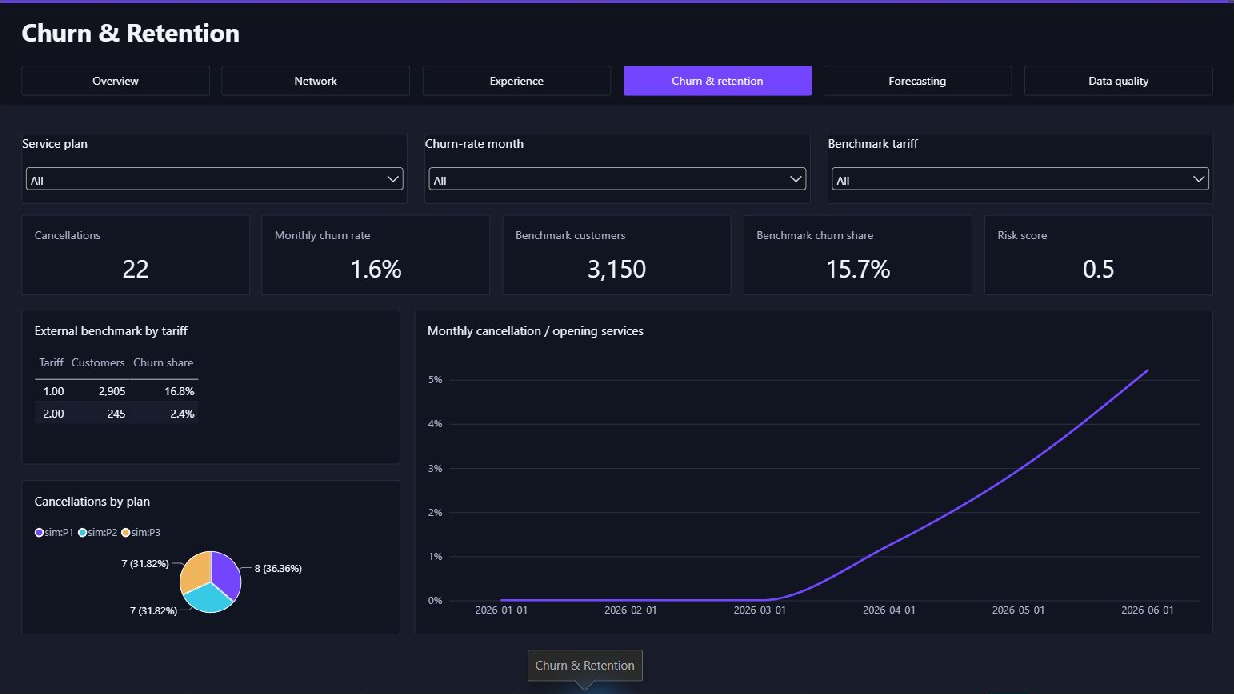 Churn & Retention
Overview
Network
Experience
Churn & retention
Forecasting
Data quality
Service plan
Churn-rate month
Benchmark tariff
All
All
All
Cancellations
Monthly churn rate
Benchmark customers
Benchmark churn share
Risk score
22
1.6%
3,150
15.7%
0.5
External benchmark by tariff
Tariff Customers Churn share
1.00 2,905 16.8%
2.00 245 2.4%
Cancellations by plan
sim:P1 sim:P2 sim:P3
7 (31.82%)
8 (36.36%)
7 (31.82%)
Monthly cancellation / opening services
5%
4%
3%
2%
1%
0%
2026-01-01 2026-02-01 2026-03-01 2026-04-01 2026-05-01 2026-06-01
Churn & Retention